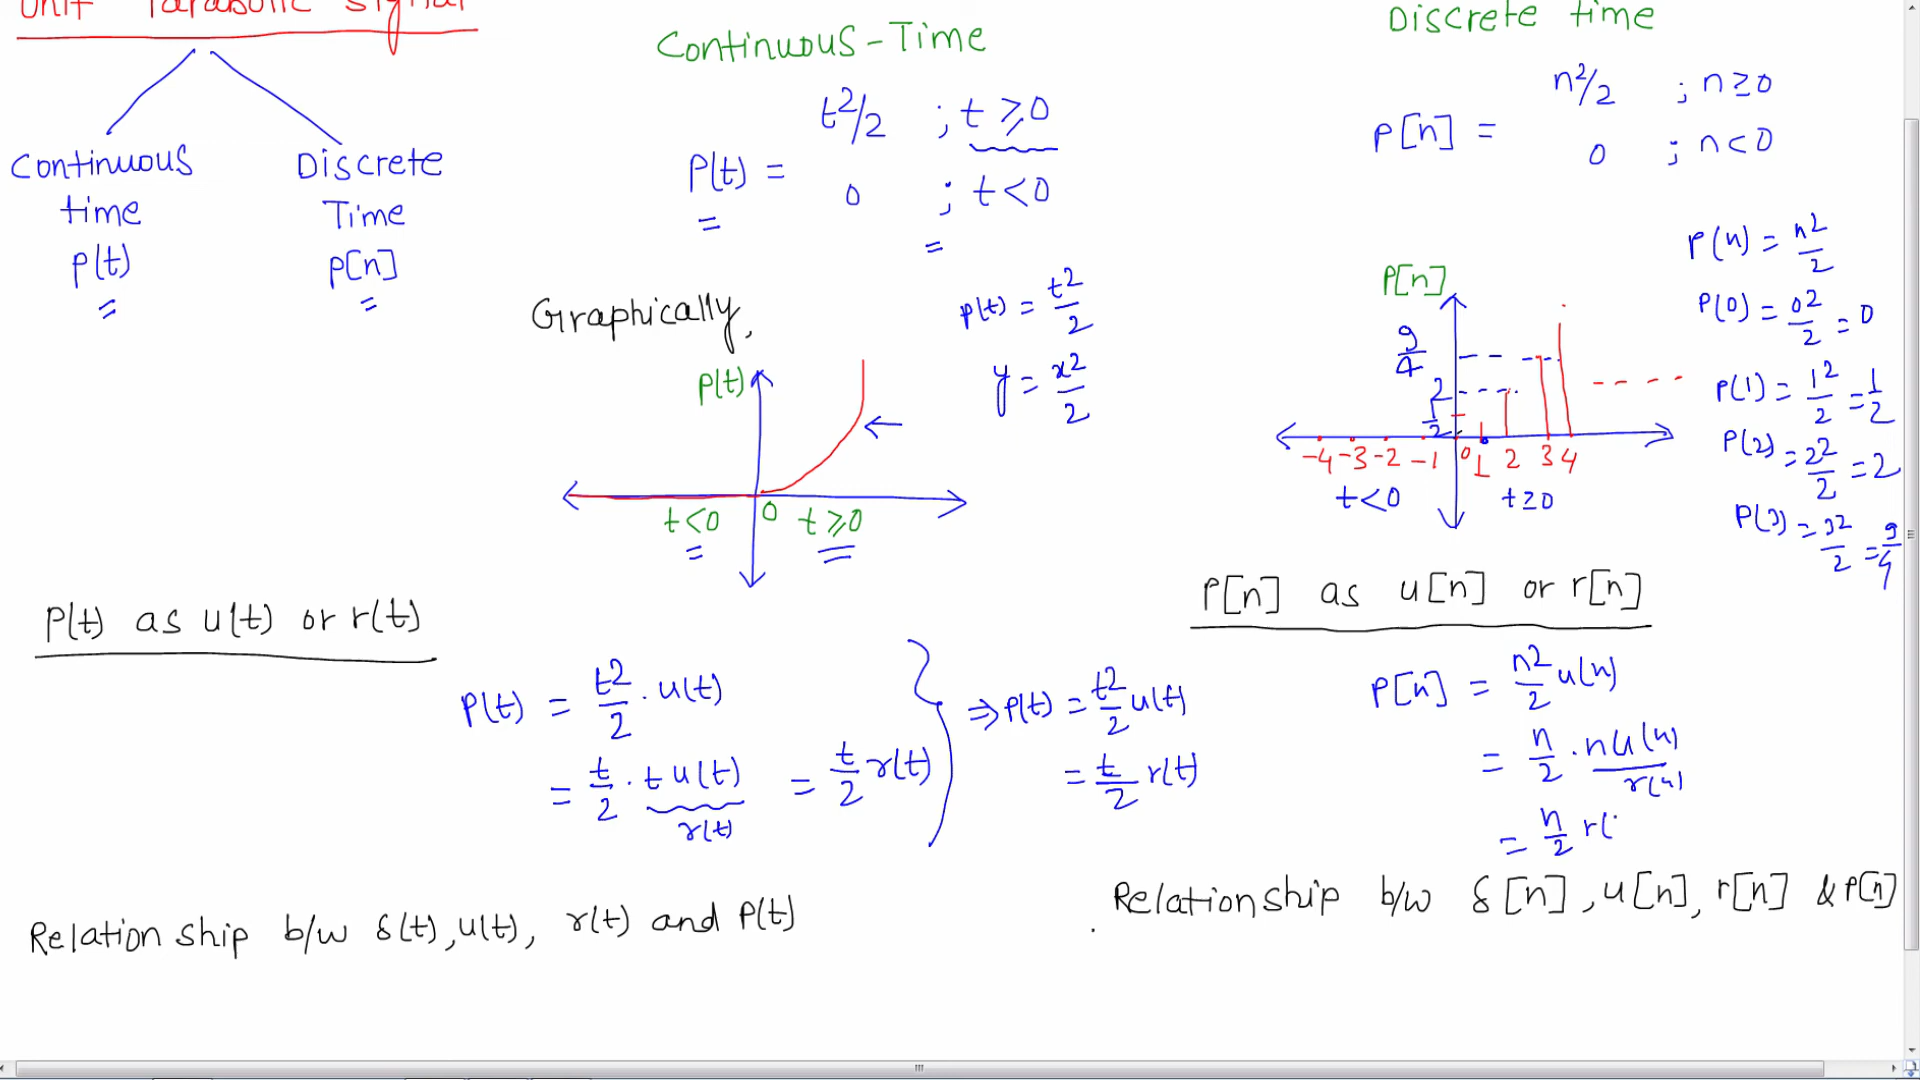 Unit Parabolic Signal
Continuous
time
p(t)
=
Discrete
Time
p[n]
=
Continuous-Time
t²/2 ; t ≥ 0
P(t) =
0 ; t < 0
=
=
Graphically,
p(t) = t²/2
y = x²/2
p(t)
0
t<0
=
t≥0
=
Discrete time
n²/2 ; n≥0
P[n] =
0 ; n<0
P(n) = n²/2
P(0) = 0²/2 = 0
P(1) = 1²/2 = 1/2
P(2) = 2²/2 = 2
P(3) = 3²/2 = 9/4
P[n]
9/4
2
1/2
-4 -3 -2 -1 0 1 2 3 4
t<0 t≥0
P(t) as u(t) or r(t)
P(t) = t²/2 . u(t)
= t/2 . t u(t) = t/2 r(t)
r(t)
⇒ p(t) = t²/2 u(t)
= t/2 r(t)
P[n] as u[n] or r[n]
P[n] = n²/2 u(n)
= n/2 . n u(n)
r(n)
= n/2 r(
Relationship b/w δ(t), u(t), r(t) and P(t)
Relationship b/w δ[n], u[n], r[n] & P[n]